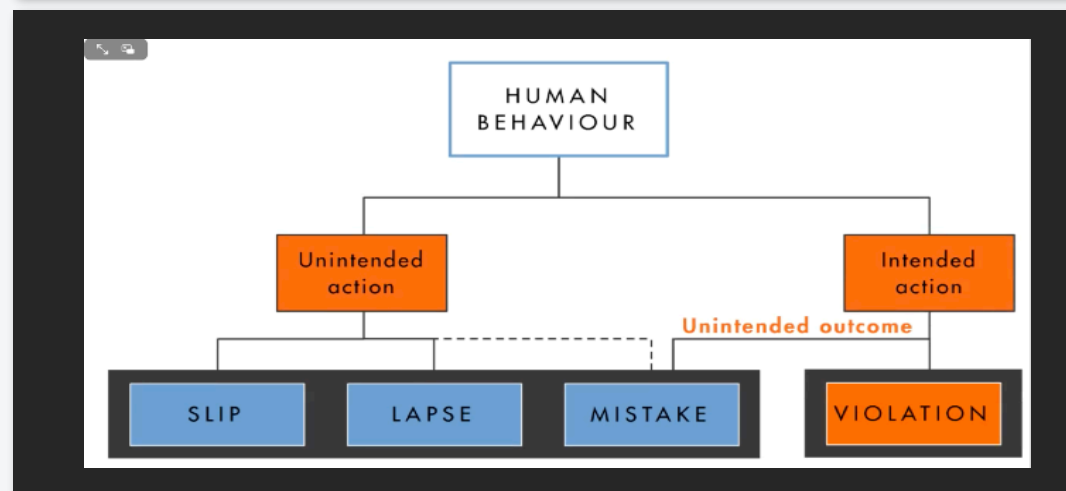 HUMAN
BEHAVIOUR
Unintended
action
Intended
action
Unintended outcome
SLIP
LAPSE
MISTAKE
VIOLATION